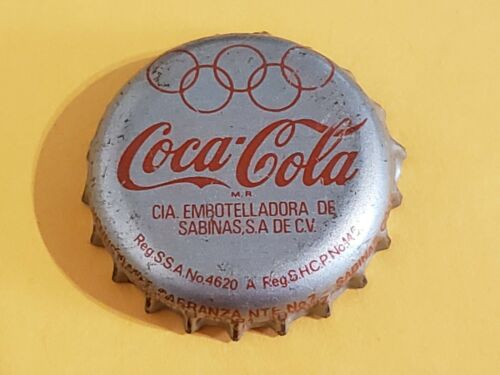 Coca-Cola
M.R
CIA. EMBOTELLADORA DE
SABINAS, S.A DE C.V.
Reg. S.S.A. No. 4620 A Reg. S.H.C.P. No.
CARRANZA NTE. No. 7